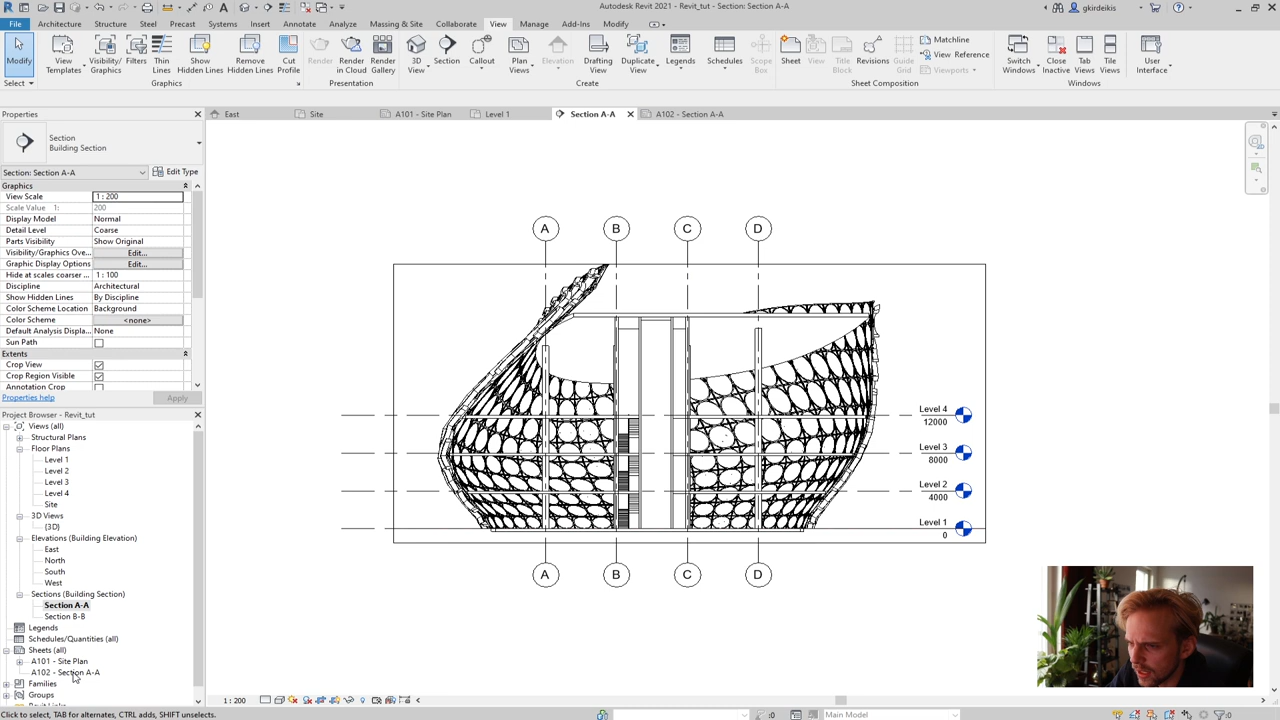 Autodesk Revit 2021 - Revit_tut - Section: Section A-A
gkirdeikis
File
Architecture
Structure
Steel
Precast
Systems
Insert
Annotate
Analyze
Massing & Site
Collaborate
View
Manage
Add-Ins
Modify
Modify
View Templates
Visibility/ Graphics
Filters
Thin Lines
Show Hidden Lines
Remove Hidden Lines
Cut Profile
Render
Render in Cloud
Render Gallery
3D View
Section
Callout
Plan Views
Elevation
Drafting View
Duplicate View
Legends
Schedules
Scope Box
Sheet
View
Title Block
Revisions
Guide Grid
Matchline
View Reference
Viewports
Switch Windows
Close Inactive
Tab Views
Tile Views
User Interface
Select
Graphics
Presentation
Create
Sheet Composition
Windows
Properties
East
Site
A101 - Site Plan
Level 1
Section A-A
A102 - Section A-A
Section
Building Section
Section: Section A-A
Edit Type
Graphics
View Scale 1 : 200
Scale Value 1: 200
Display Model Normal
Detail Level Coarse
Parts Visibility Show Original
Visibility/Graphics Ove... Edit...
Graphic Display Options Edit...
Hide at scales coarser ... 1 : 100
Discipline Architectural
Show Hidden Lines By Discipline
Color Scheme Location Background
Color Scheme <none>
Default Analysis Displa... None
Sun Path
Extents
Crop View
Crop Region Visible
Annotation Crop
Properties help
Apply
Project Browser - Revit_tut
Views (all)
Structural Plans
Floor Plans
Level 1
Level 2
Level 3
Level 4
Site
3D Views
{3D}
Elevations (Building Elevation)
East
North
South
West
Sections (Building Section)
Section A-A
Section B-B
Legends
Schedules/Quantities (all)
Sheets (all)
A101 - Site Plan
A102 - Section A-A
Families
Groups
A
B
C
D
Level 4
12000
Level 3
8000
Level 2
4000
Level 1
0
A
B
C
D
1 : 200
Click to select, TAB for alternates, CTRL adds, SHIFT unselects.
:0
Main Model
:0